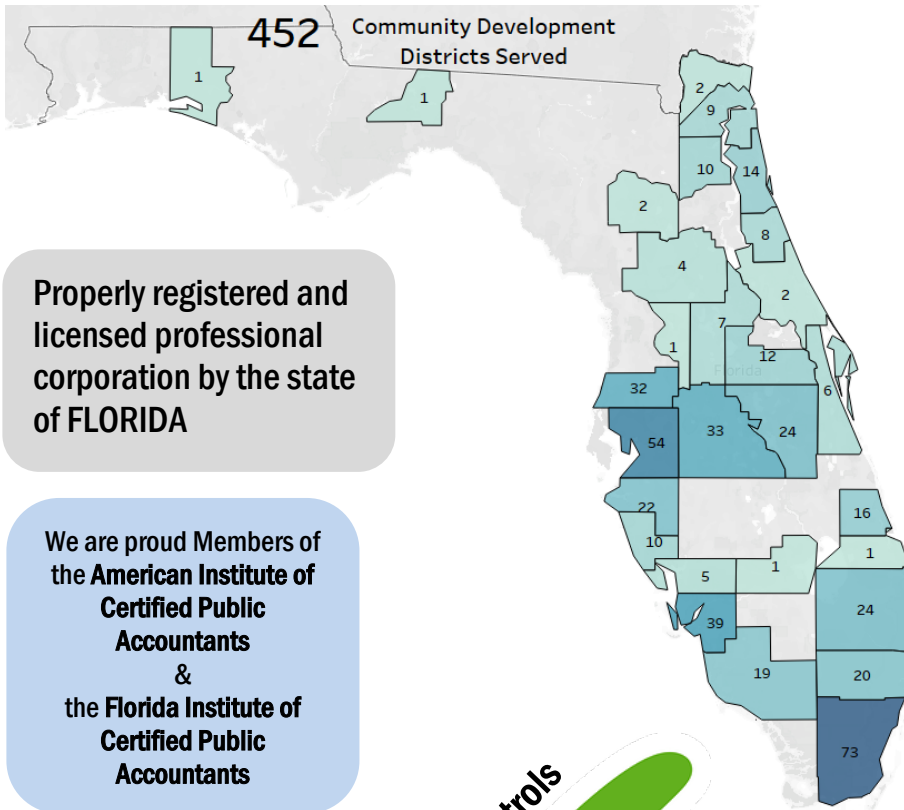 452
Community Development
Districts Served
1
1
2
9
10
14
2
8
4
2
7
1
12
Florida
6
32
54
33
24
22
10
16
1
5
1
24
39
19
20
73
Properly registered and
licensed professional
corporation by the state
of FLORIDA
We are proud Members of
the American Institute of
Certified Public
Accountants
&
the Florida Institute of
Certified Public
Accountants